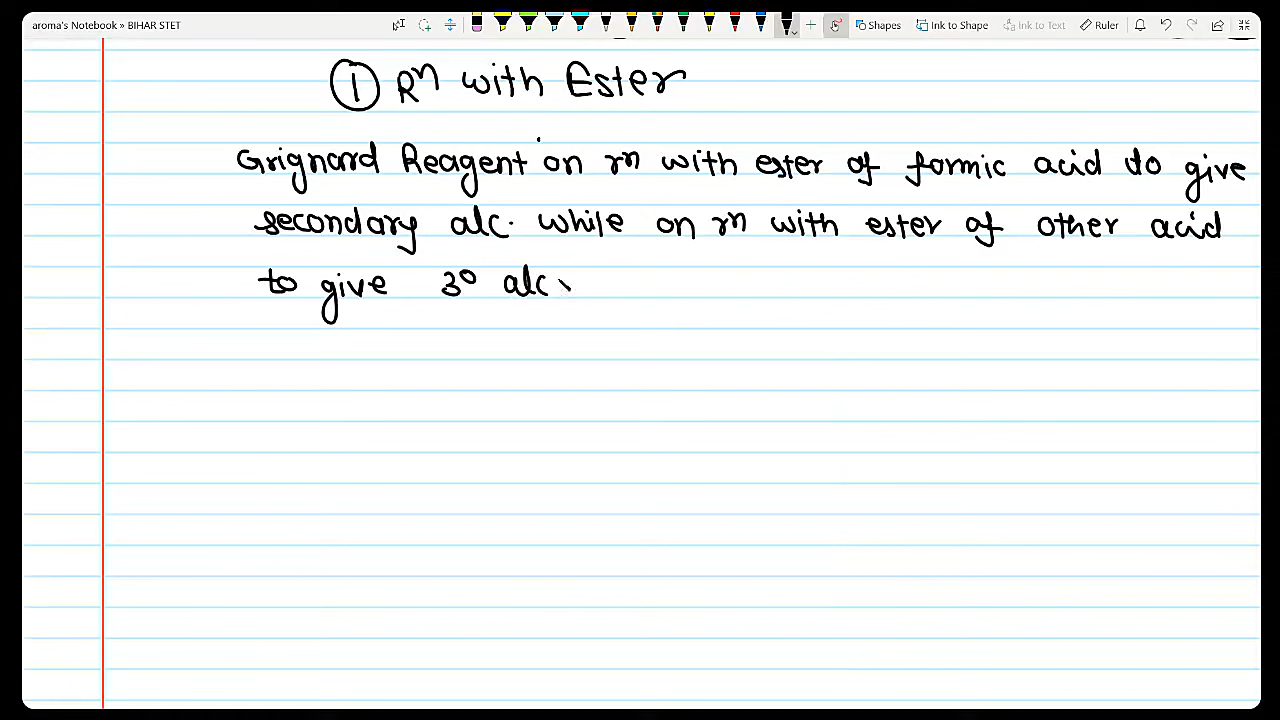 aroma's Notebook » BIHAR STET
Shapes Ink to Shape Ink to Text Ruler
① Rⁿ with Ester
Grignard Reagent on rⁿ with ester of formic acid do give
secondary alc. while on rⁿ with ester of other acid
to give 3° alc